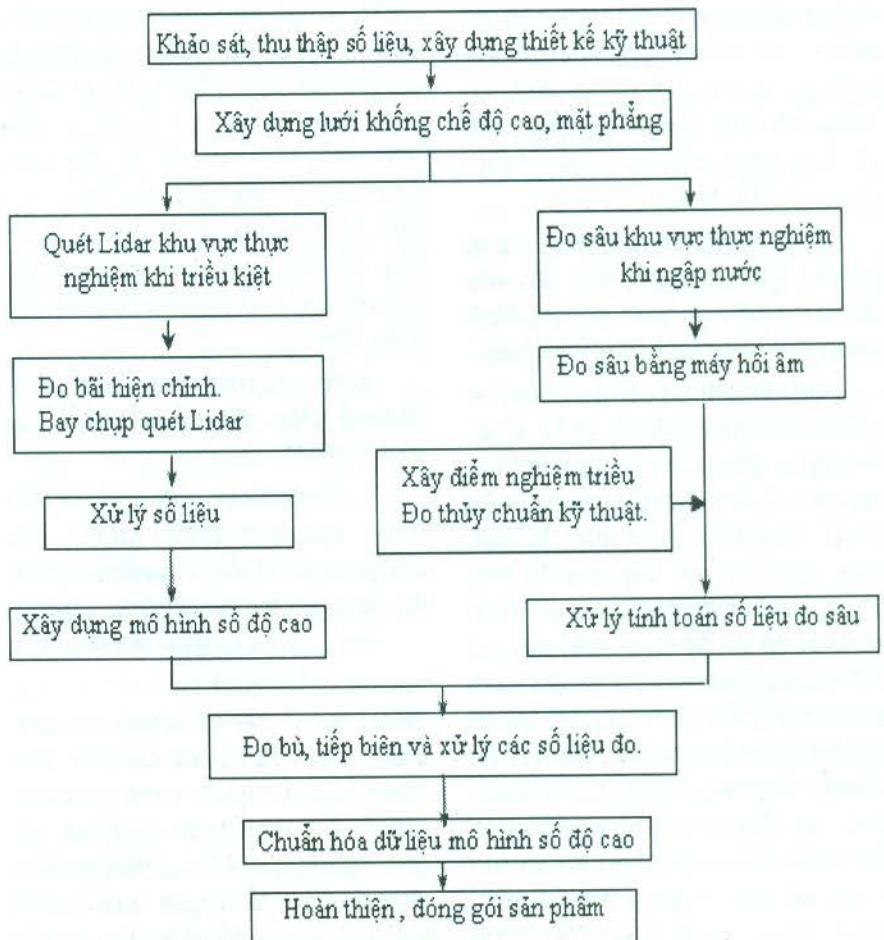 Khảo sát, thu thập số liệu, xây dựng thiết kế kỹ thuật
Xây dựng lưới khống chế độ cao, mặt phẳng
Quét Lidar khu vực thực
nghiệm khi triều kiệt
Đo sâu khu vực thực nghiệm
khi ngập nước
Đo bãi hiện chỉnh.
Bay chụp quét Lidar
Đo sâu bằng máy hồi âm
Xây điểm nghiệm triều
Đo thủy chuẩn kỹ thuật.
Xử lý số liệu
Xây dựng mô hình số độ cao
Xử lý tính toán số liệu đo sâu
Đo bù, tiếp biên và xử lý các số liệu đo.
Chuẩn hóa dữ liệu mô hình số độ cao
Hoàn thiện , đóng gói sản phẩm